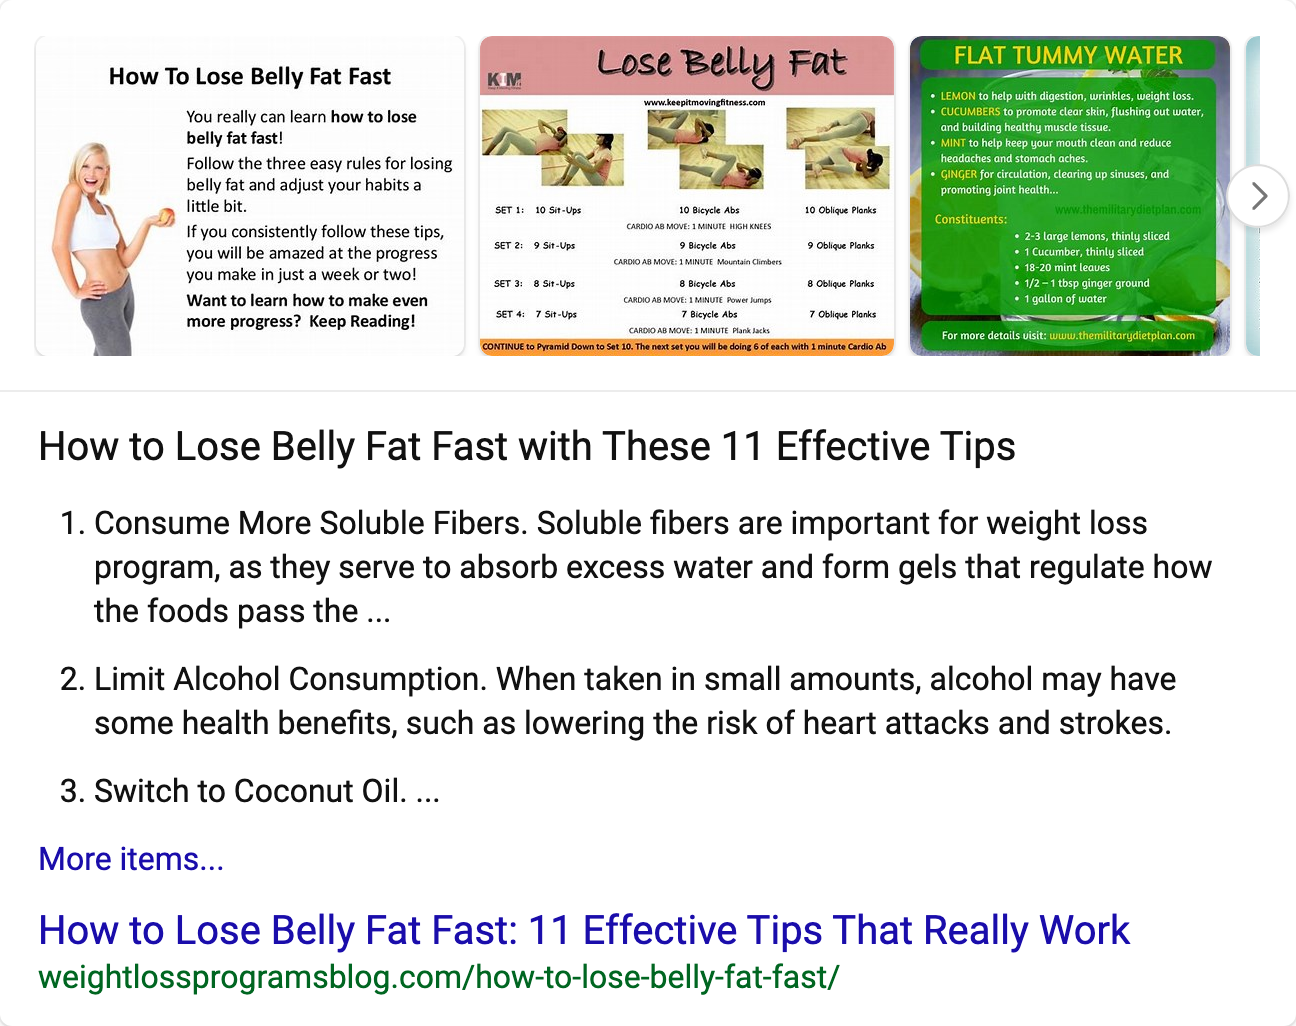 How To Lose Belly Fat Fast
You really can learn how to lose
belly fat fast!
Follow the three easy rules for losing
belly fat and adjust your habits a
little bit.
If you consistently follow these tips,
you will be amazed at the progress
you make in just a week or two!
Want to learn how to make even
more progress? Keep Reading!
KIM
Lose Belly Fat
www.keepitmovingfitness.com
SET 1: 10 Sit-Ups 10 Bicycle Abs 10 Oblique Planks
CARDIO AB MOVE: 1 MINUTE HIGH KNEES
SET 2: 9 Sit-Ups 9 Bicycle Abs 9 Oblique Planks
CARDIO AB MOVE: 1 MINUTE Mountain Climbers
SET 3: 8 Sit-Ups 8 Bicycle Abs 8 Oblique Planks
CARDIO AB MOVE: 1 MINUTE Power Jumps
SET 4: 7 Sit-Ups 7 Bicycle Abs 7 Oblique Planks
CARDIO AB MOVE: 1 MINUTE Plank Jacks
CONTINUE to Pyramid Down to Set 10. The next set you will be doing 6 of each with 1 minute Cardio Ab
FLAT TUMMY WATER
• LEMON to help with digestion, wrinkles, weight loss.
• CUCUMBERS to promote clear skin, flushing out water,
and building healthy muscle tissue.
• MINT to help keep your mouth clean and reduce
headaches and stomach aches.
• GINGER for circulation, clearing up sinuses, and
promoting joint health...
www.themilitarydietplan.com
Constituents:
• 2-3 large lemons, thinly sliced
• 1 Cucumber, thinly sliced
• 18-20 mint leaves
• 1/2 – 1 tbsp ginger ground
• 1 gallon of water
For more details visit: www.themilitarydietplan.com
How to Lose Belly Fat Fast with These 11 Effective Tips
1. Consume More Soluble Fibers. Soluble fibers are important for weight loss
program, as they serve to absorb excess water and form gels that regulate how
the foods pass the ...
2. Limit Alcohol Consumption. When taken in small amounts, alcohol may have
some health benefits, such as lowering the risk of heart attacks and strokes.
3. Switch to Coconut Oil. ...
More items...
How to Lose Belly Fat Fast: 11 Effective Tips That Really Work
weightlossprogramsblog.com/how-to-lose-belly-fat-fast/